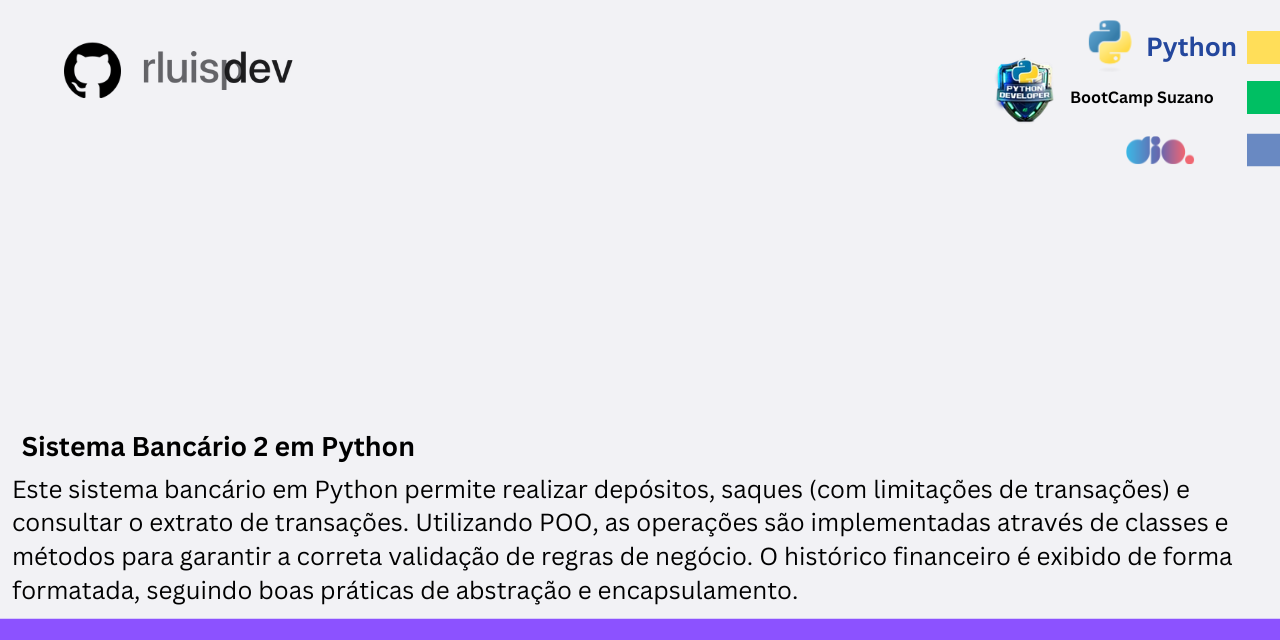 rluispdev
Python
PYTHON
DEVELOPER
BootCamp Suzano
dio.
Sistema Bancário 2 em Python
Este sistema bancário em Python permite realizar depósitos, saques (com limitações de transações) e
consultar o extrato de transações. Utilizando POO, as operações são implementadas através de classes e
métodos para garantir a correta validação de regras de negócio. O histórico financeiro é exibido de forma
formatada, seguindo boas práticas de abstração e encapsulamento.